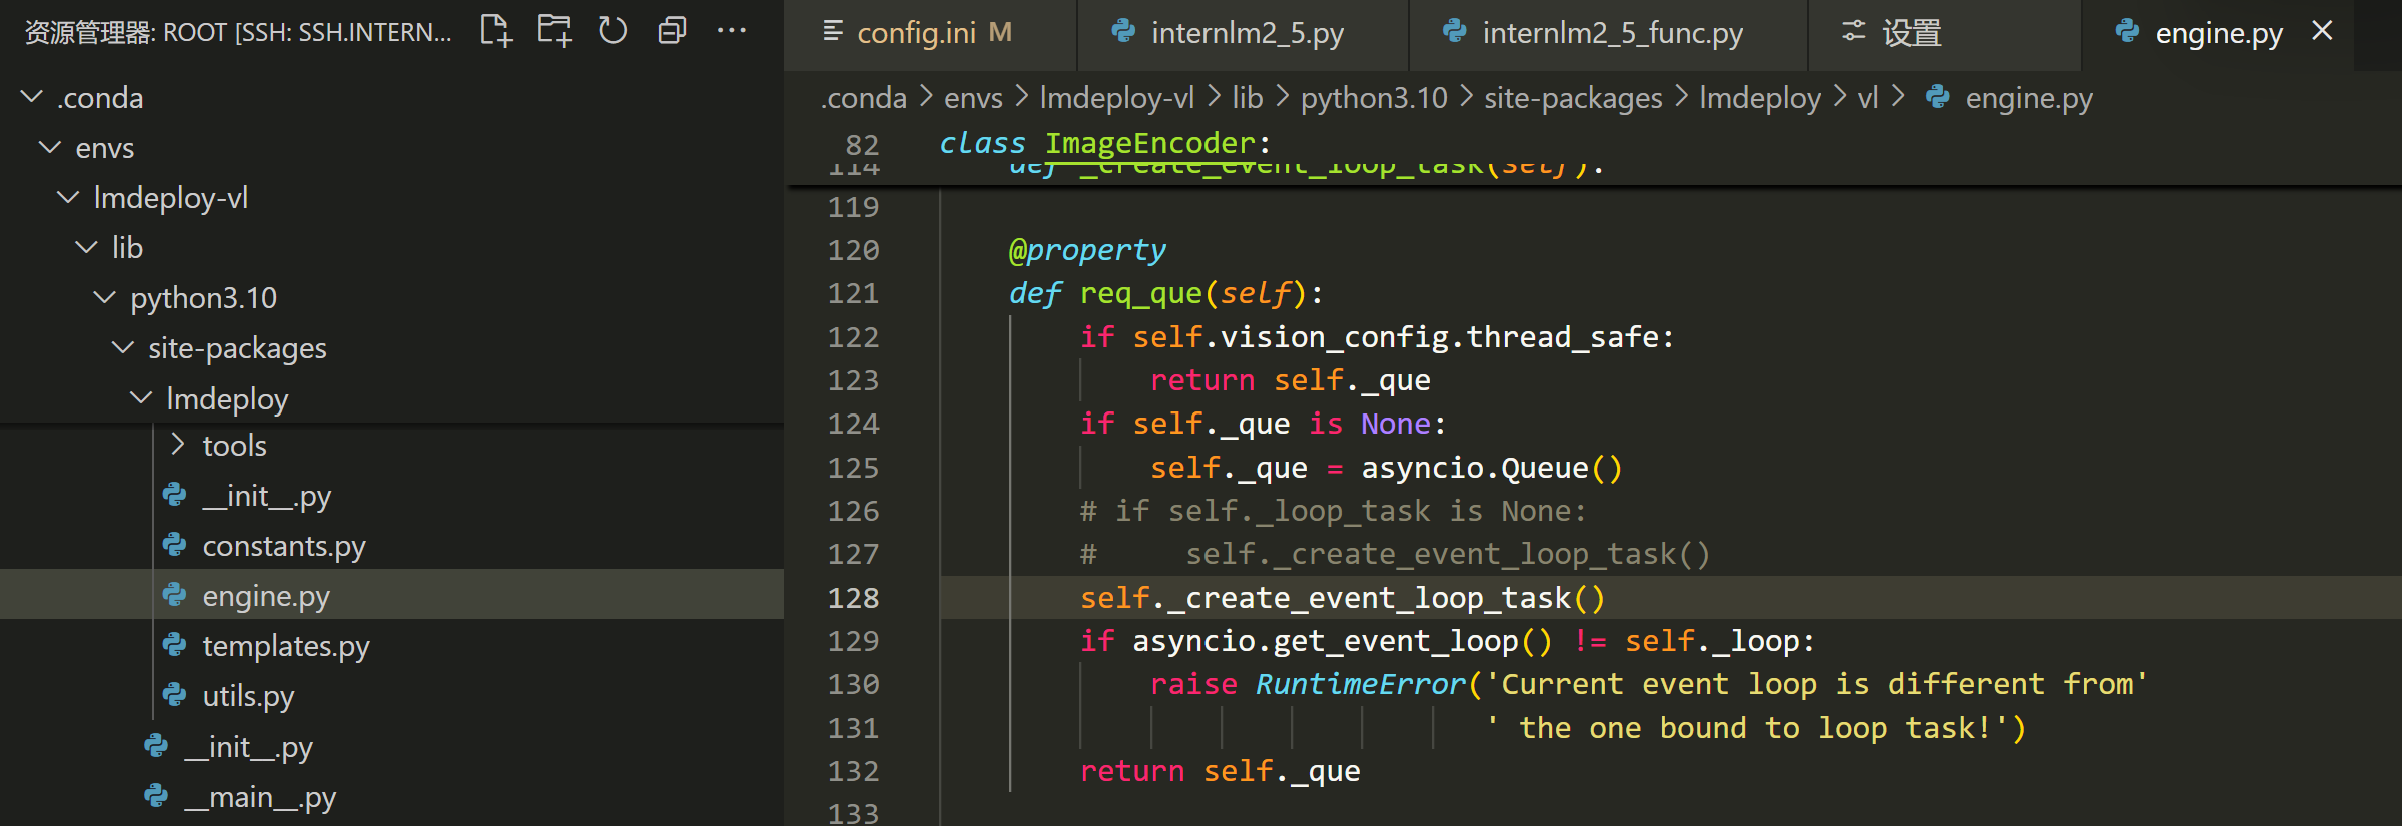 资源管理器: ROOT [SSH: SSH.INTERN...
.conda
envs
lmdeploy-vl
lib
python3.10
site-packages
lmdeploy
tools
__init__.py
constants.py
engine.py
templates.py
utils.py
__init__.py
__main__.py
config.ini M
internlm2_5.py
internlm2_5_func.py
设置
engine.py
.conda > envs > lmdeploy-vl > lib > python3.10 > site-packages > lmdeploy > vl > engine.py
82 class ImageEncoder:
114 def _create_event_loop_task(self):
119
120 @property
121 def req_que(self):
122 if self.vision_config.thread_safe:
123 return self._que
124 if self._que is None:
125 self._que = asyncio.Queue()
126 # if self._loop_task is None:
127 #     self._create_event_loop_task()
128 self._create_event_loop_task()
129 if asyncio.get_event_loop() != self._loop:
130 raise RuntimeError('Current event loop is different from'
131 ' the one bound to loop task!')
132 return self._que
133